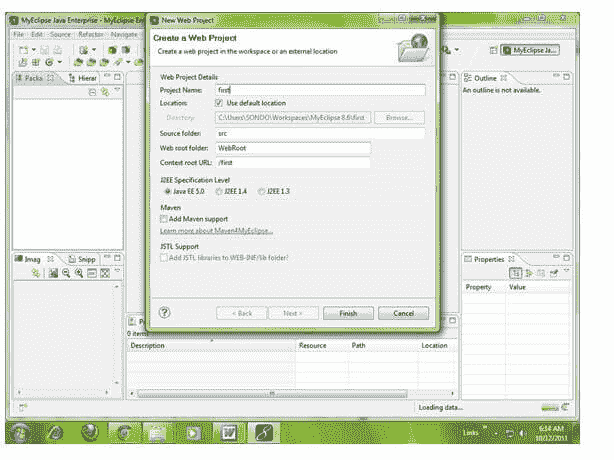 MyEclipse Java Enterprise - MyEclipse En
New Web Project
File Edit Source Refactor Navigate
Create a Web Project
Create a web project in the workspace or an external location
MyEclipse Ja...
Packa
Hierar
Outline
An outline is not available.
Web Project Details
Project Name: first
Location: Use default location
Directory: C:\Users\SONOO\Workspaces\MyEclipse 8.6\first Browse...
Source folder: src
Web root folder: WebRoot
Context root URL: /first
J2EE Specification Level
Java EE 5.0 J2EE 1.4 J2EE 1.3
Maven
Add Maven support
Learn more about Maven4MyEclipse...
JSTL Support
Add JSTL libraries to WEB-INF/lib folder?
Imag
Snipp
Properties
Property Value
< Back Next > Finish Cancel
0 items
Description Resource Path Location
Loading data...
Links
6:14 AM
10/12/2011